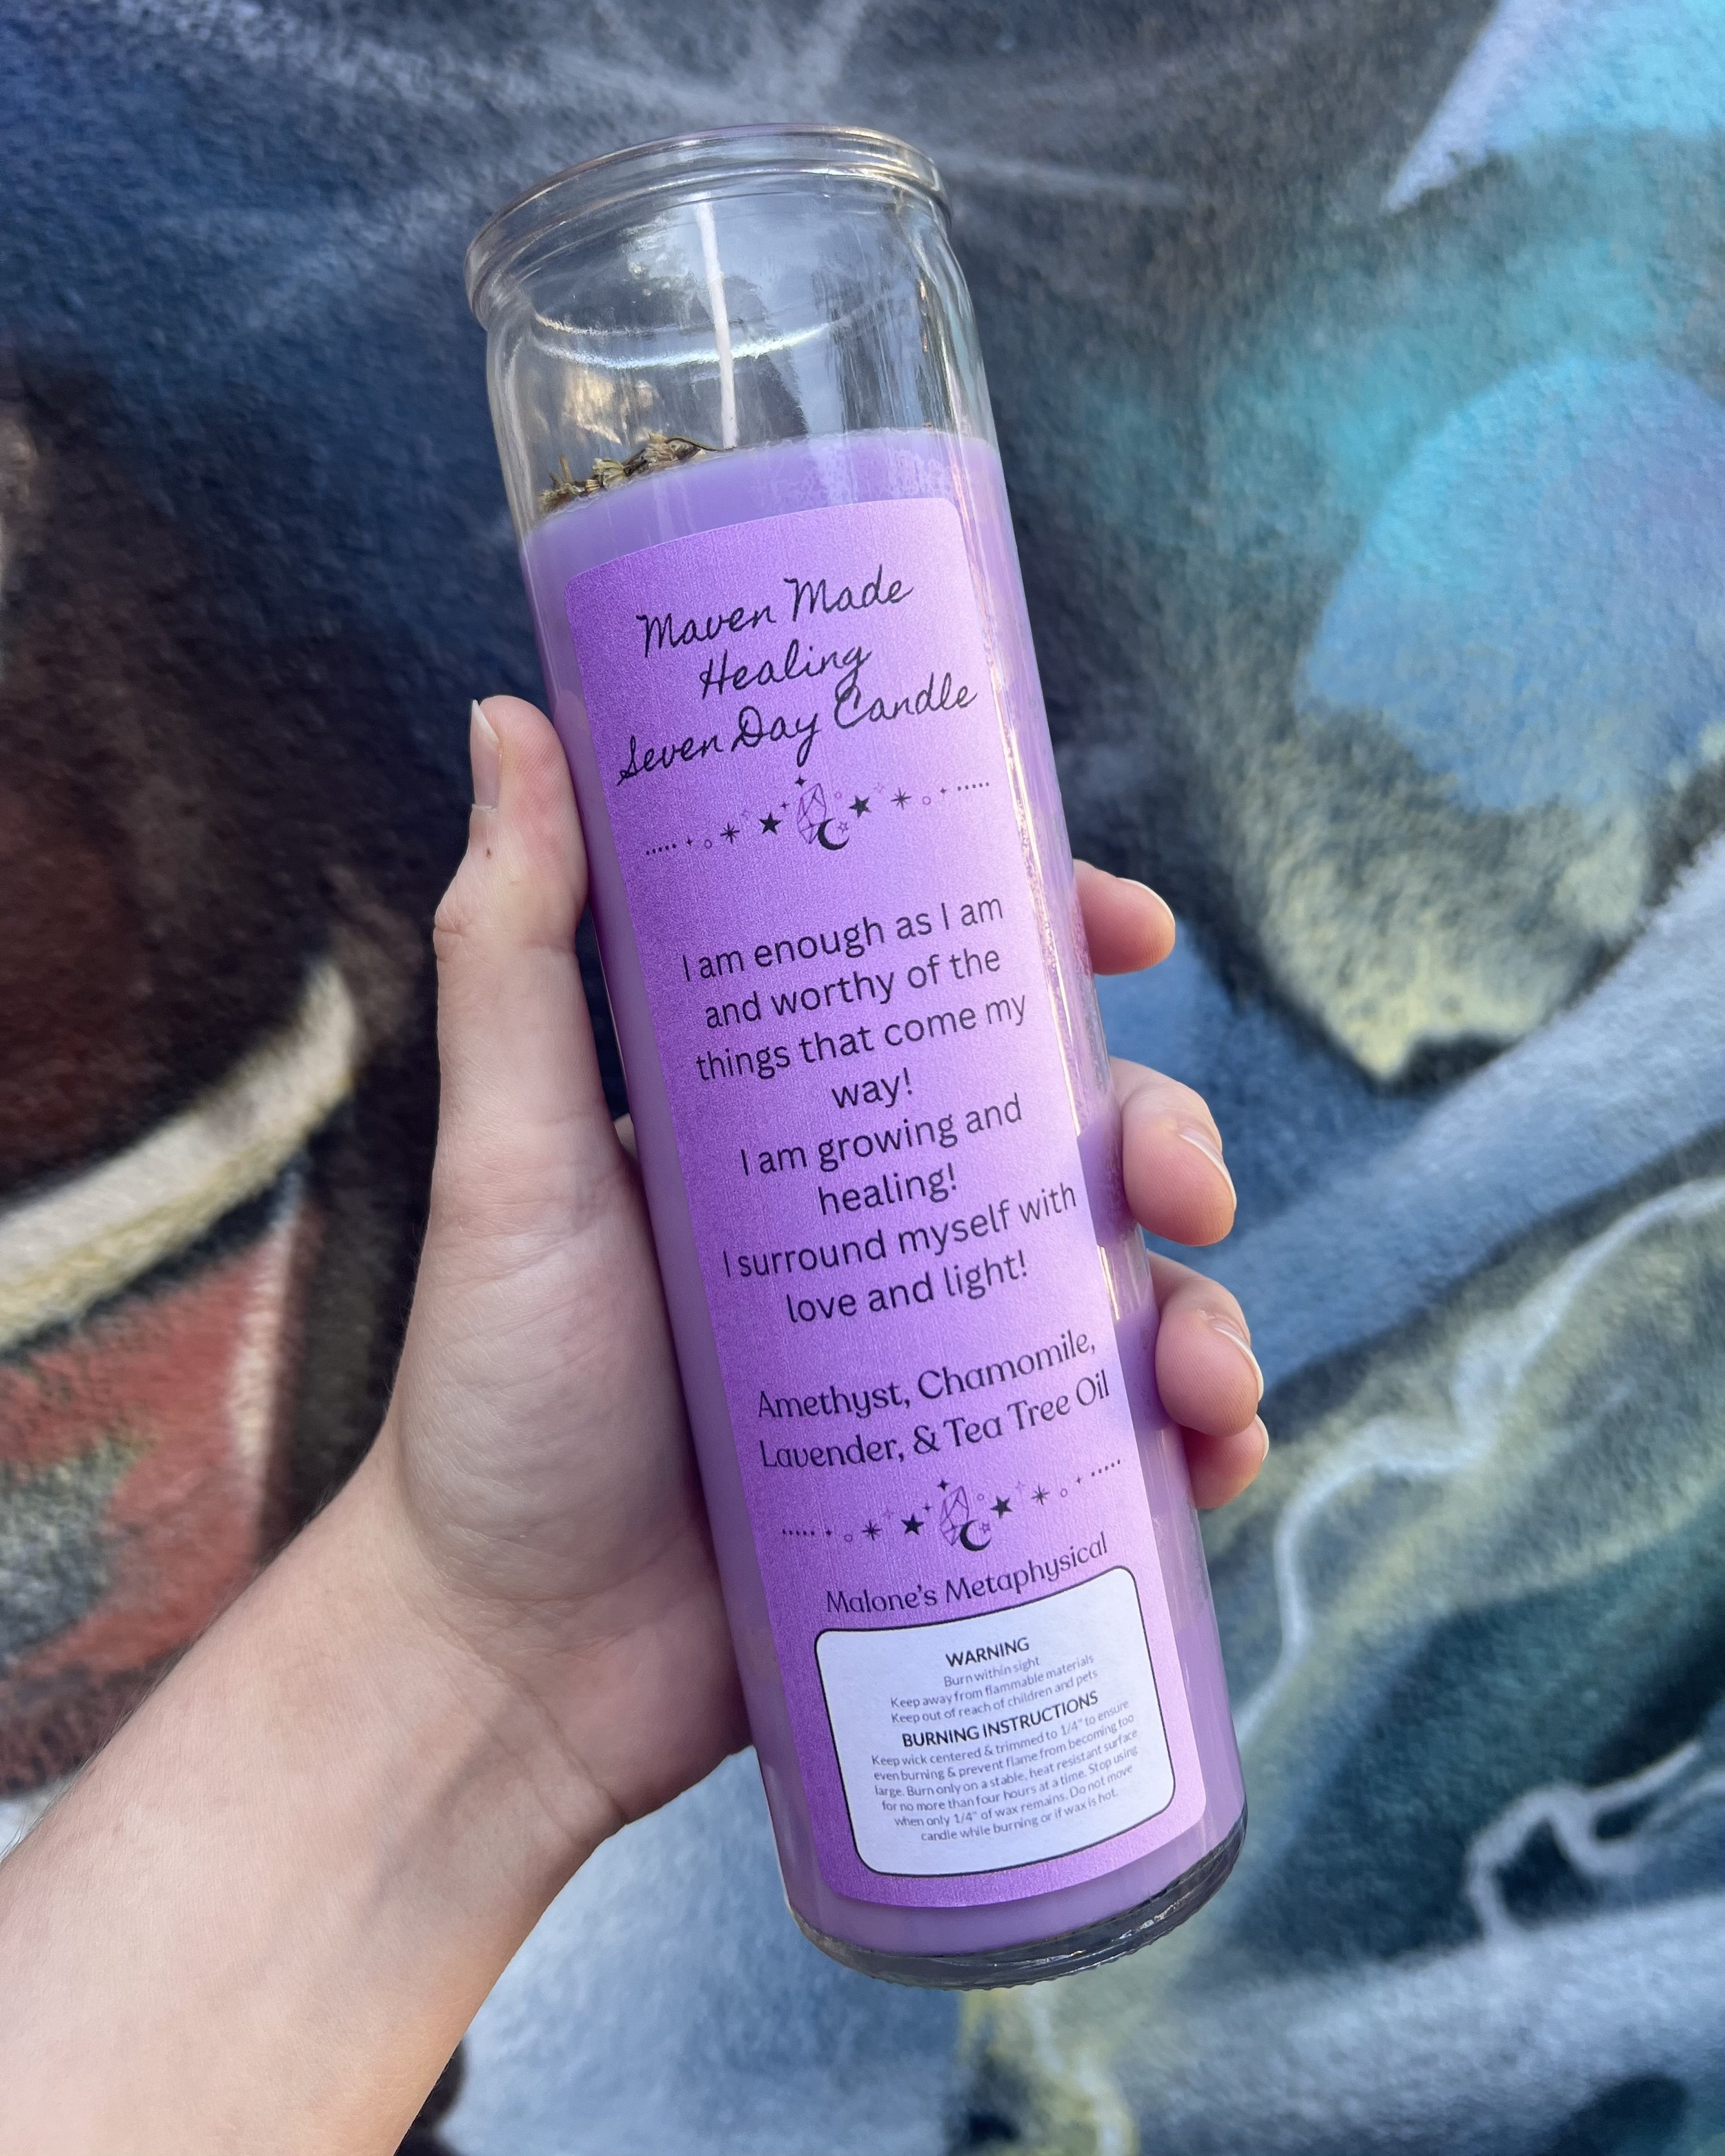 Maven Made
Healing
Seven Day Candle
I am enough as I am
and worthy of the
things that come my
way!
I am growing and
healing!
I surround myself with
love and light!
Amethyst, Chamomile,
Lavender, & Tea Tree Oil
Malone's Metaphysical
WARNING
Burn within sight
Keep away from flammable materials
Keep out of reach of children and pets
BURNING INSTRUCTIONS
Keep wick centered & trimmed to 1/4" to ensure
even burning & prevent flame from becoming too
large. Burn only on a stable, heat resistant surface
for no more than four hours at a time. Stop using
when only 1/4" of wax remains. Do not move
candle while burning or if wax is hot.